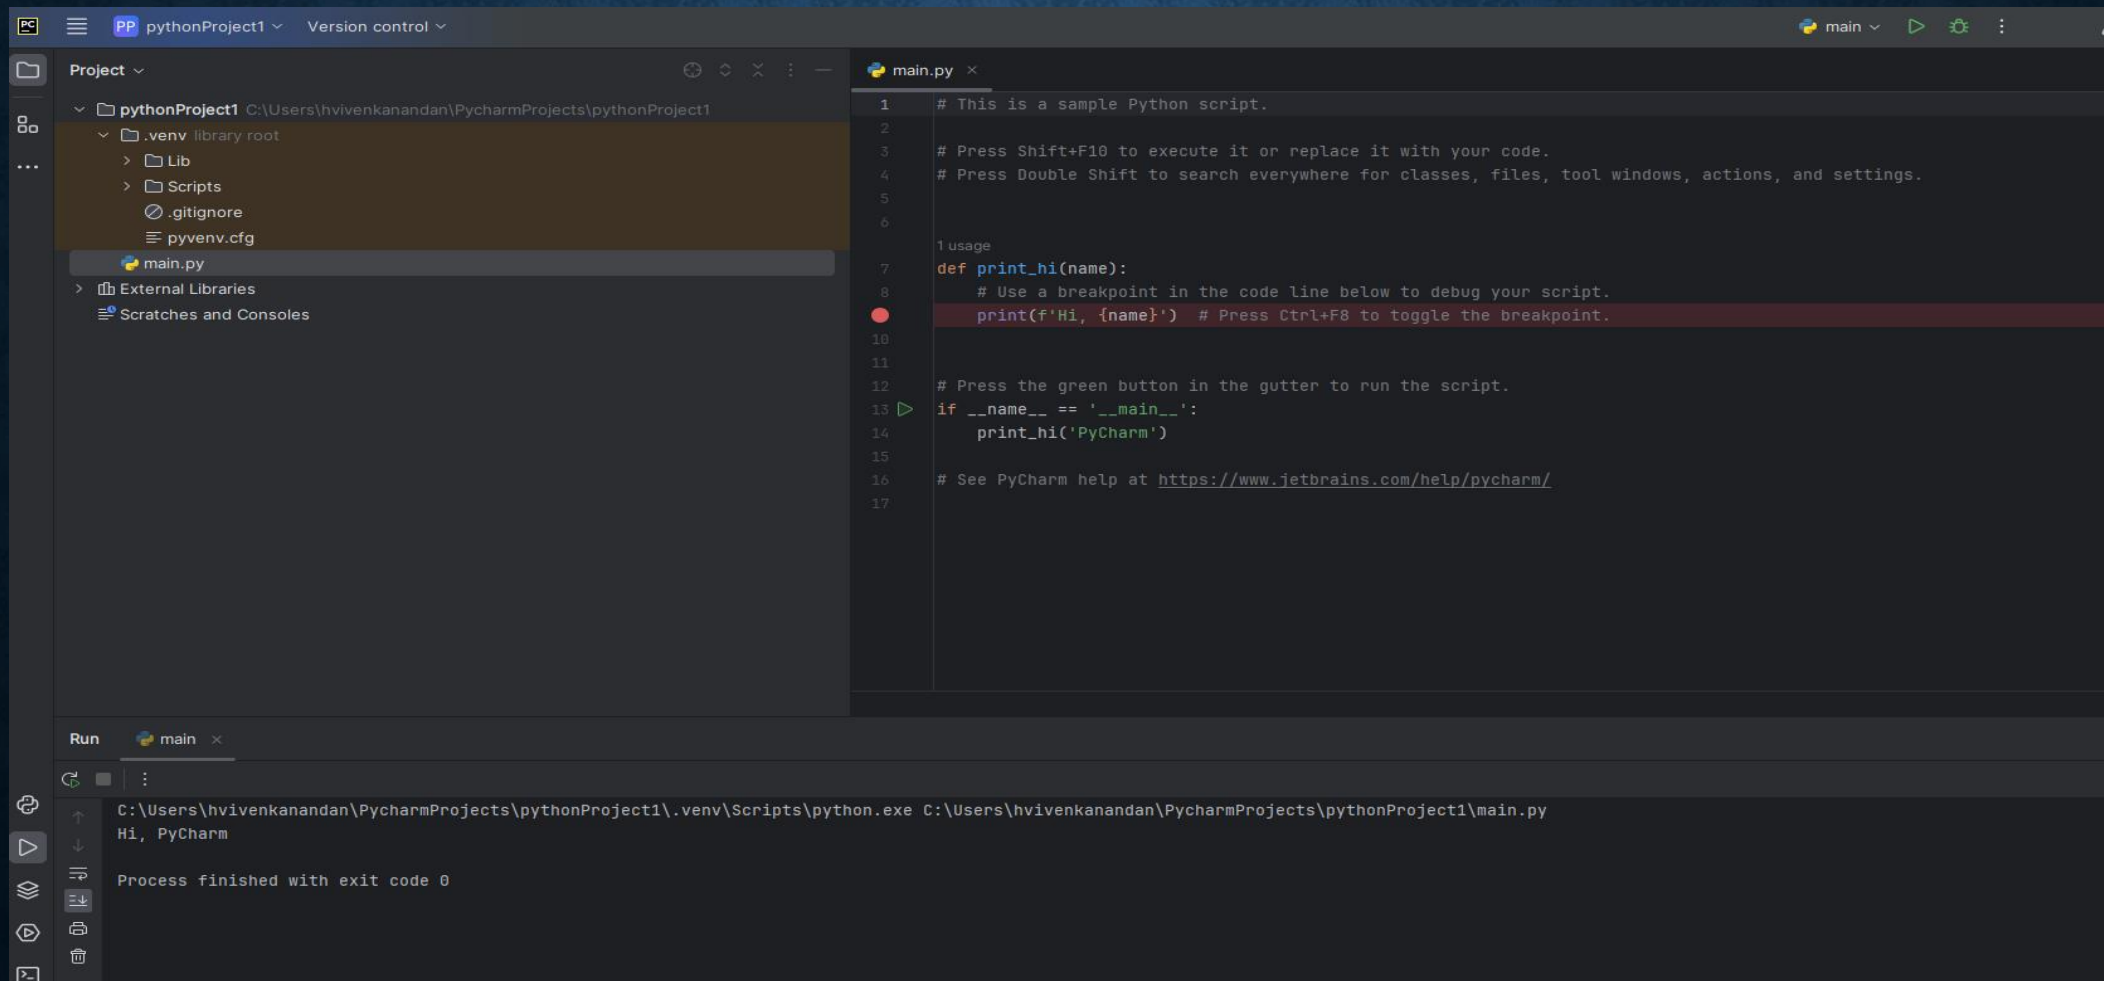 PC
PP pythonProject1 Version control
main
Project
pythonProject1 C:\Users\hvivenkanandan\PycharmProjects\pythonProject1
.venv library root
Lib
Scripts
.gitignore
pyvenv.cfg
main.py
External Libraries
Scratches and Consoles
main.py
1 # This is a sample Python script.
2
3 # Press Shift+F10 to execute it or replace it with your code.
4 # Press Double Shift to search everywhere for classes, files, tool windows, actions, and settings.
5
6
1 usage
7 def print_hi(name):
8     # Use a breakpoint in the code line below to debug your script.
    print(f'Hi, {name}')  # Press Ctrl+F8 to toggle the breakpoint.
10
11
12 # Press the green button in the gutter to run the script.
13 if __name__ == '__main__':
14     print_hi('PyCharm')
15
16 # See PyCharm help at https://www.jetbrains.com/help/pycharm/
17
Run main
C:\Users\hvivenkanandan\PycharmProjects\pythonProject1\.venv\Scripts\python.exe C:\Users\hvivenkanandan\PycharmProjects\pythonProject1\main.py
Hi, PyCharm
Process finished with exit code 0